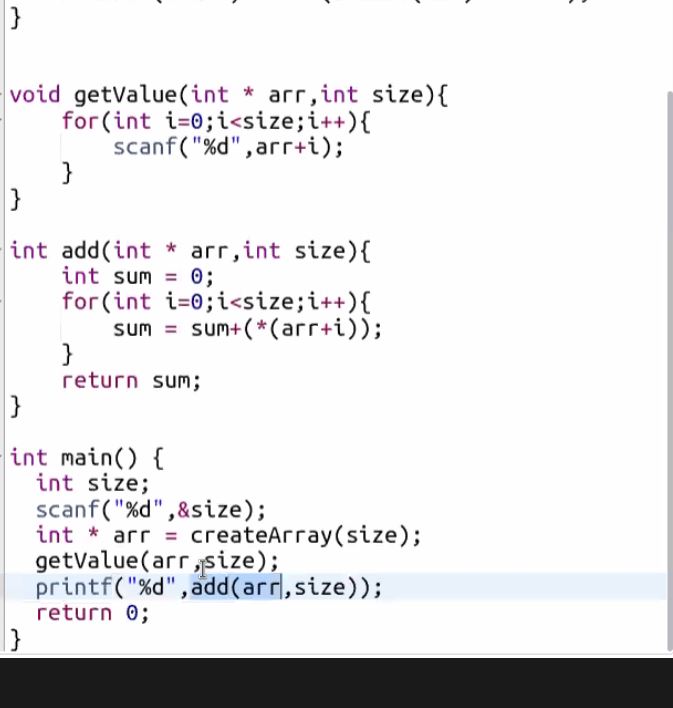 }
void getValue(int * arr,int size){
    for(int i=0;i<size;i++){
        scanf("%d",arr+i);
    }
}
int add(int * arr,int size){
    int sum = 0;
    for(int i=0;i<size;i++){
        sum = sum+(*(arr+i));
    }
    return sum;
}
int main() {
  int size;
  scanf("%d",&size);
  int * arr = createArray(size);
  getValue(arr,size);
  printf("%d",add(arr,size));
  return 0;
}